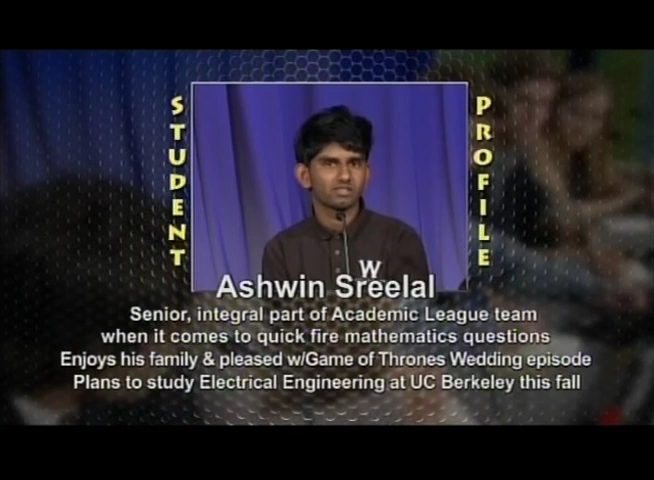 STUDENT
PROFILE
W
Ashwin Sreelal
Senior, integral part of Academic League team
when it comes to quick fire mathematics questions
Enjoys his family & pleased w/Game of Thrones Wedding episode
Plans to study Electrical Engineering at UC Berkeley this fall